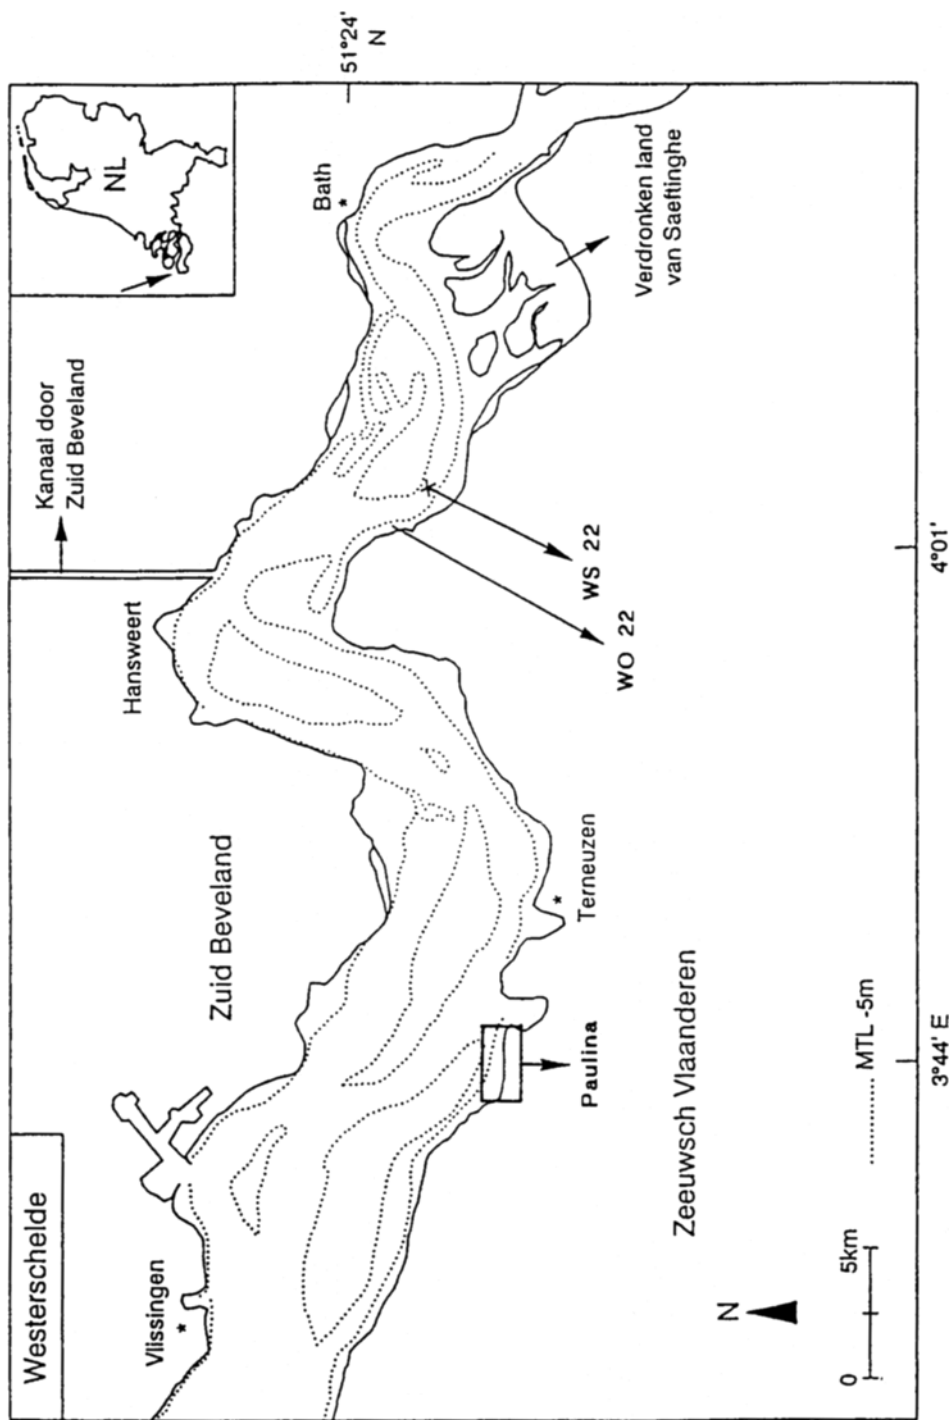 Westerschelde
Vlissingen
Zuid Beveland
Hansweert
Kanaal door
Zuid Beveland
NL
Bath
51°24'
N
Verdronken land
van Saeftinghe
WS 22
WO 22
Terneuzen
Paulina
Zeeuwsch Vlaanderen
N
0
5km
MTL -5m
3°44' E
4°01'